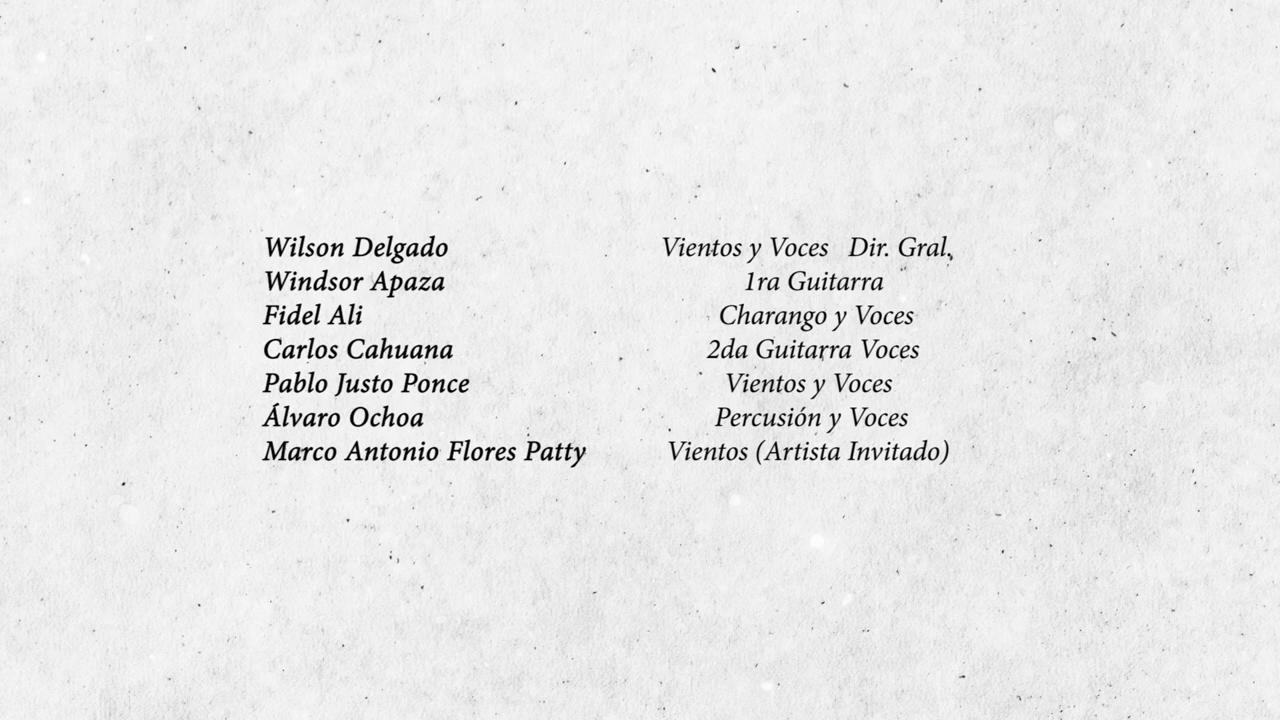 Wilson Delgado Vientos y Voces Dir. Gral.
Windsor Apaza 1ra Guitarra
Fidel Ali Charango y Voces
Carlos Cahuana 2da Guitarra Voces
Pablo Justo Ponce Vientos y Voces
Álvaro Ochoa Percusión y Voces
Marco Antonio Flores Patty Vientos (Artista Invitado)